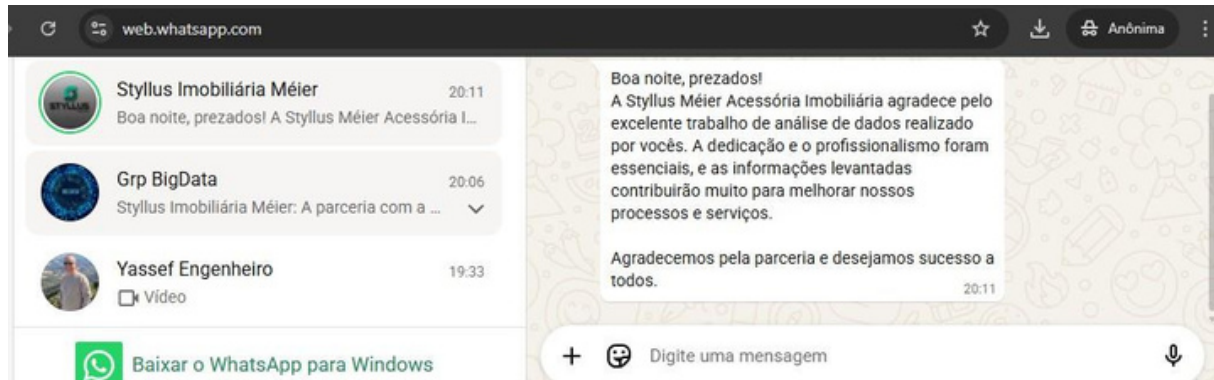 web.whatsapp.com
Anônima
STYLLUS
Styllus Imobiliária Méier
20:11
Boa noite, prezados! A Styllus Méier Acessória I...
Grp BigData
20:06
Styllus Imobiliária Méier: A parceria com a ...
Yassef Engenheiro
19:33
Vídeo
Baixar o WhatsApp para Windows
Boa noite, prezados!
A Styllus Méier Acessória Imobiliária agradece pelo
excelente trabalho de análise de dados realizado
por vocês. A dedicação e o profissionalismo foram
essenciais, e as informações levantadas
contribuirão muito para melhorar nossos
processos e serviços.
Agradecemos pela parceria e desejamos sucesso a
todos.
20:11
Digite uma mensagem